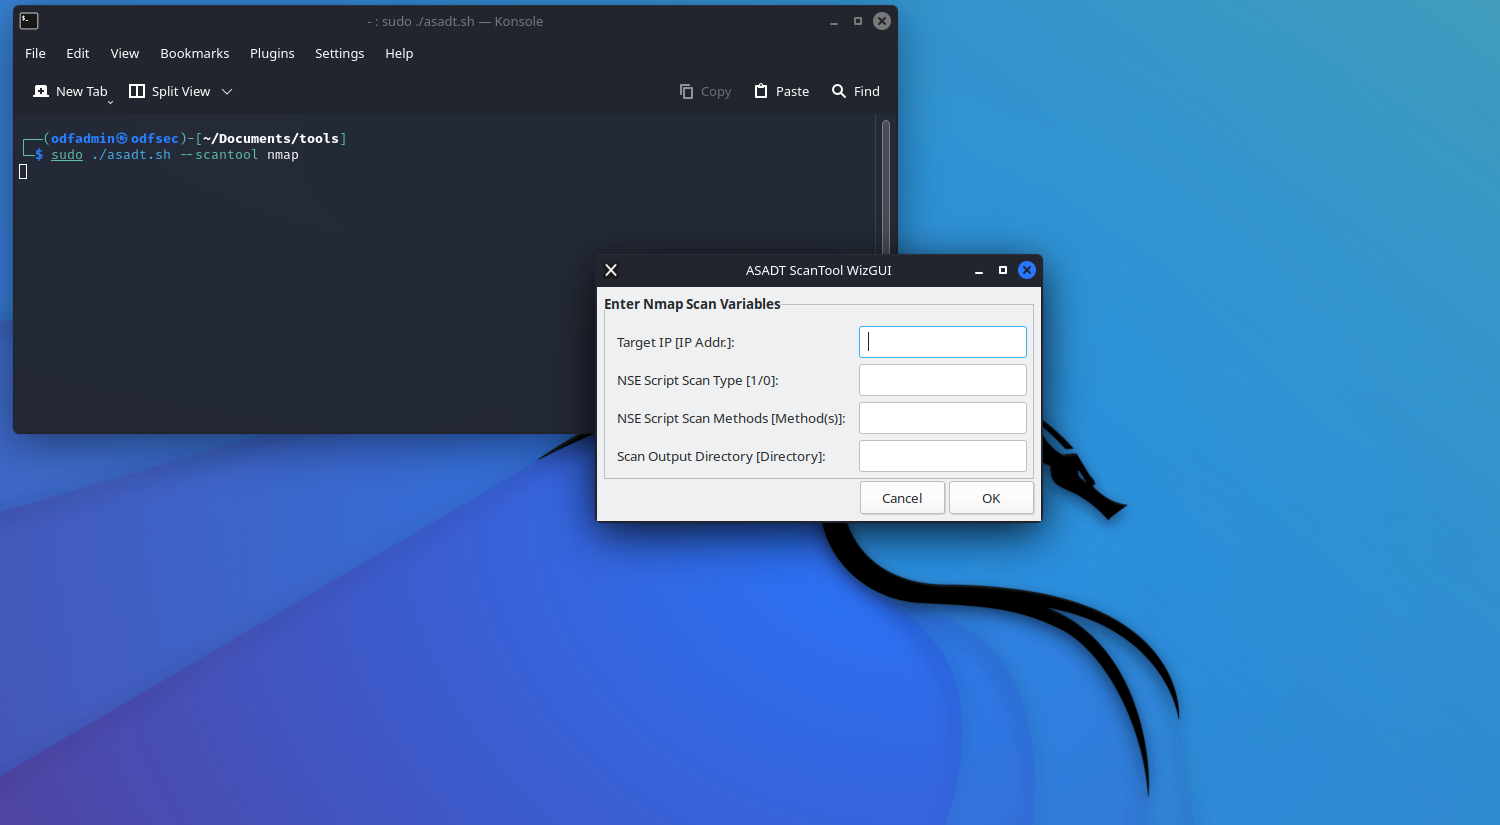 - : sudo ./asadt.sh — Konsole
File Edit View Bookmarks Plugins Settings Help
New Tab Split View Copy Paste Find
┌──(odfadmin㉿odfsec)-[~/Documents/tools]
└─$ sudo ./asadt.sh --scantool nmap
ASADT ScanTool WizGUI
Enter Nmap Scan Variables
Target IP [IP Addr.]:
NSE Script Scan Type [1/0]:
NSE Script Scan Methods [Method(s)]:
Scan Output Directory [Directory]:
Cancel OK